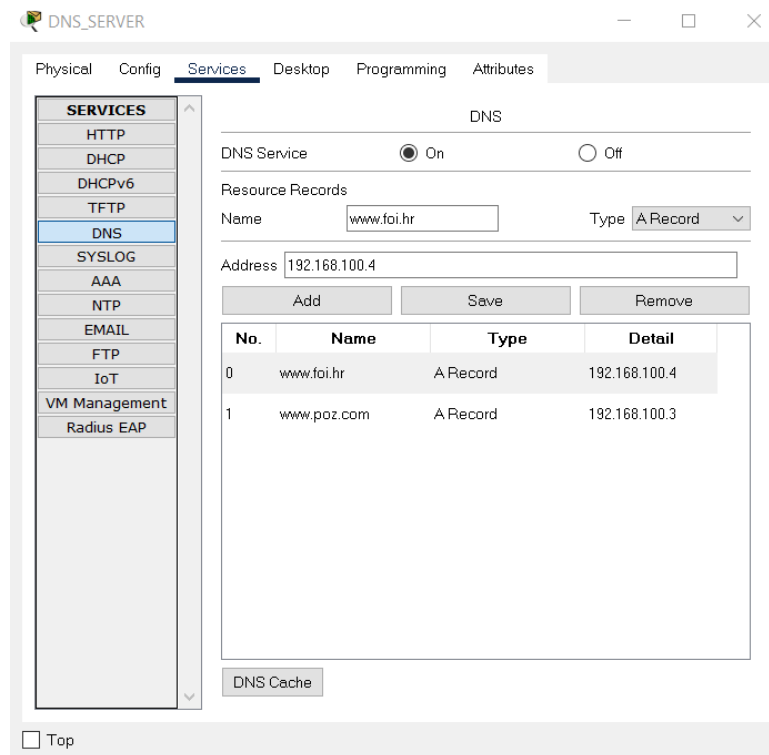 DNS_SERVER
Physical Config Services Desktop Programming Attributes
SERVICES
HTTP
DHCP
DHCPv6
TFTP
DNS
SYSLOG
AAA
NTP
EMAIL
FTP
IoT
VM Management
Radius EAP
DNS
DNS Service On Off
Resource Records
Name www.foi.hr Type A Record
Address 192.168.100.4
Add Save Remove
No. Name Type Detail
0 www.foi.hr A Record 192.168.100.4
1 www.poz.com A Record 192.168.100.3
DNS Cache
Top